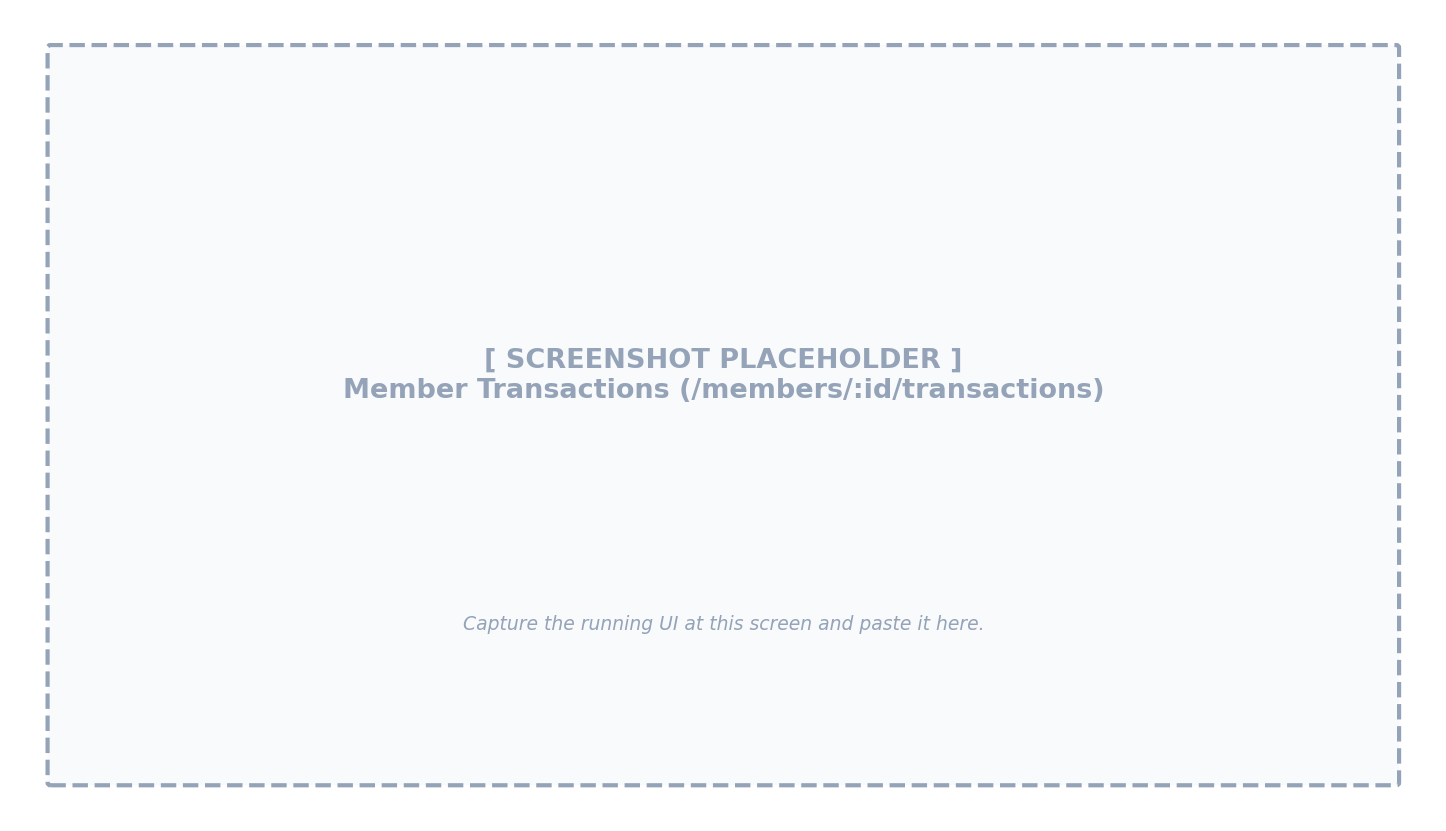 [ SCREENSHOT PLACEHOLDER ]
Member Transactions (/members/:id/transactions)
Capture the running UI at this screen and paste it here.